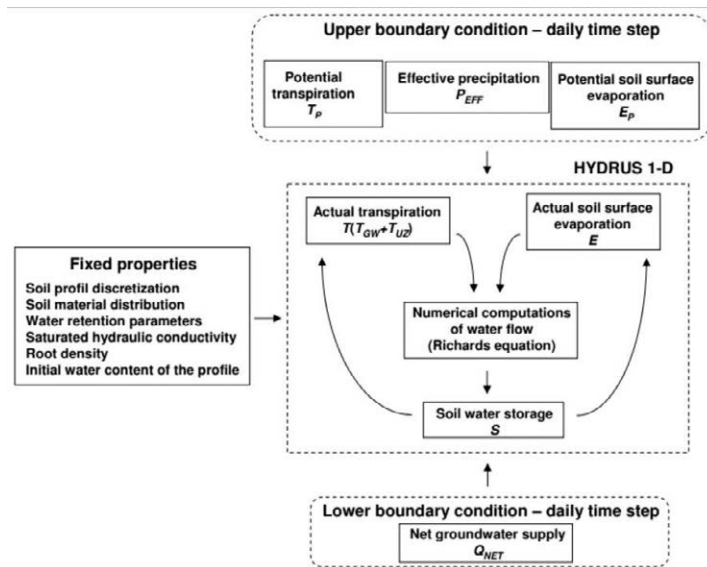 Upper boundary condition – daily time step
Potential
transpiration
T_P
Effective precipitation
P_EFF
Potential soil surface
evaporation
E_P
HYDRUS 1-D
Actual transpiration
T(T_GW+T_UZ)
Actual soil surface
evaporation
E
Fixed properties
Soil profil discretization
Soil material distribution
Water retention parameters
Saturated hydraulic conductivity
Root density
Initial water content of the profile
Numerical computations
of water flow
(Richards equation)
Soil water storage
S
Lower boundary condition – daily time step
Net groundwater supply
Q_NET